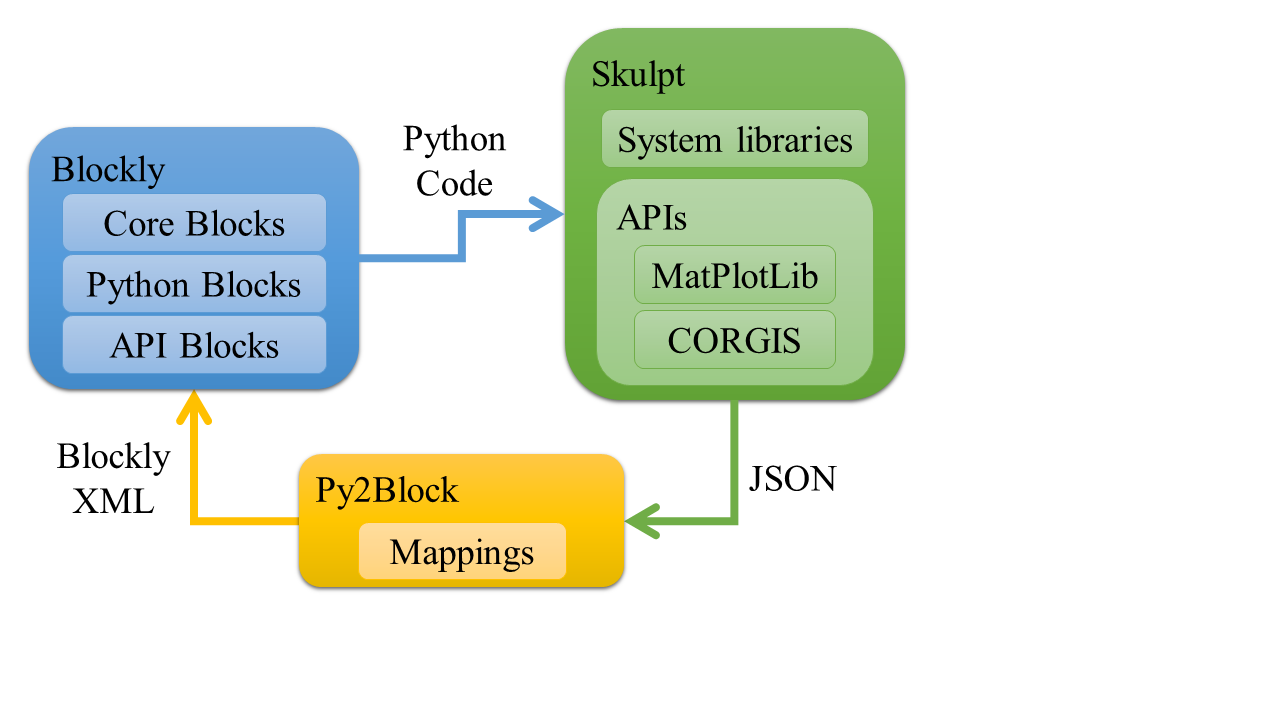 Skulpt
System libraries
APIs
MatPlotLib
CORGIS
Python
Code
Blockly
Core Blocks
Python Blocks
API Blocks
Blockly
XML
Py2Block
Mappings
JSON